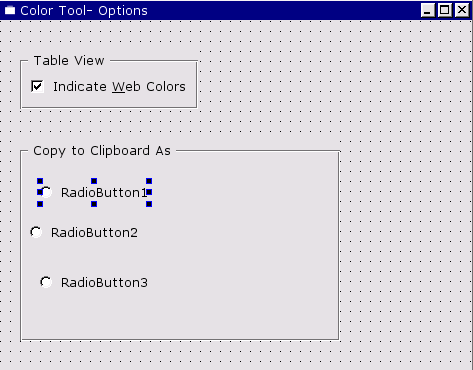 Color Tool- Options
Table View
Indicate Web Colors
Copy to Clipboard As
RadioButton1
RadioButton2
RadioButton3